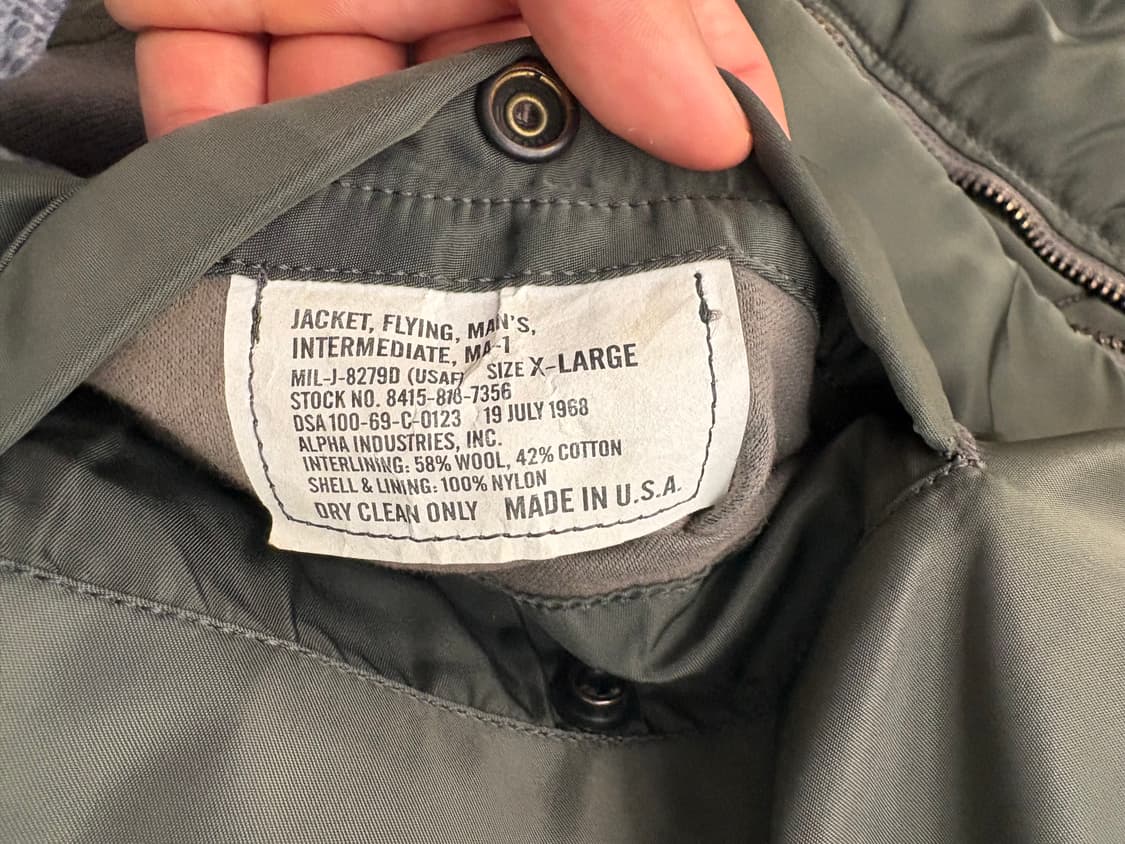 JACKET, FLYING, MAN'S,
INTERMEDIATE, MA-1
MIL-J-8279D (USAF) SIZE X-LARGE
STOCK NO. 8415-818-7356
DSA 100-69-C-0123 19 JULY 1968
ALPHA INDUSTRIES, INC.
INTERLINING: 58% WOOL, 42% COTTON
SHELL & LINING: 100% NYLON
DRY CLEAN ONLY MADE IN U.S.A.